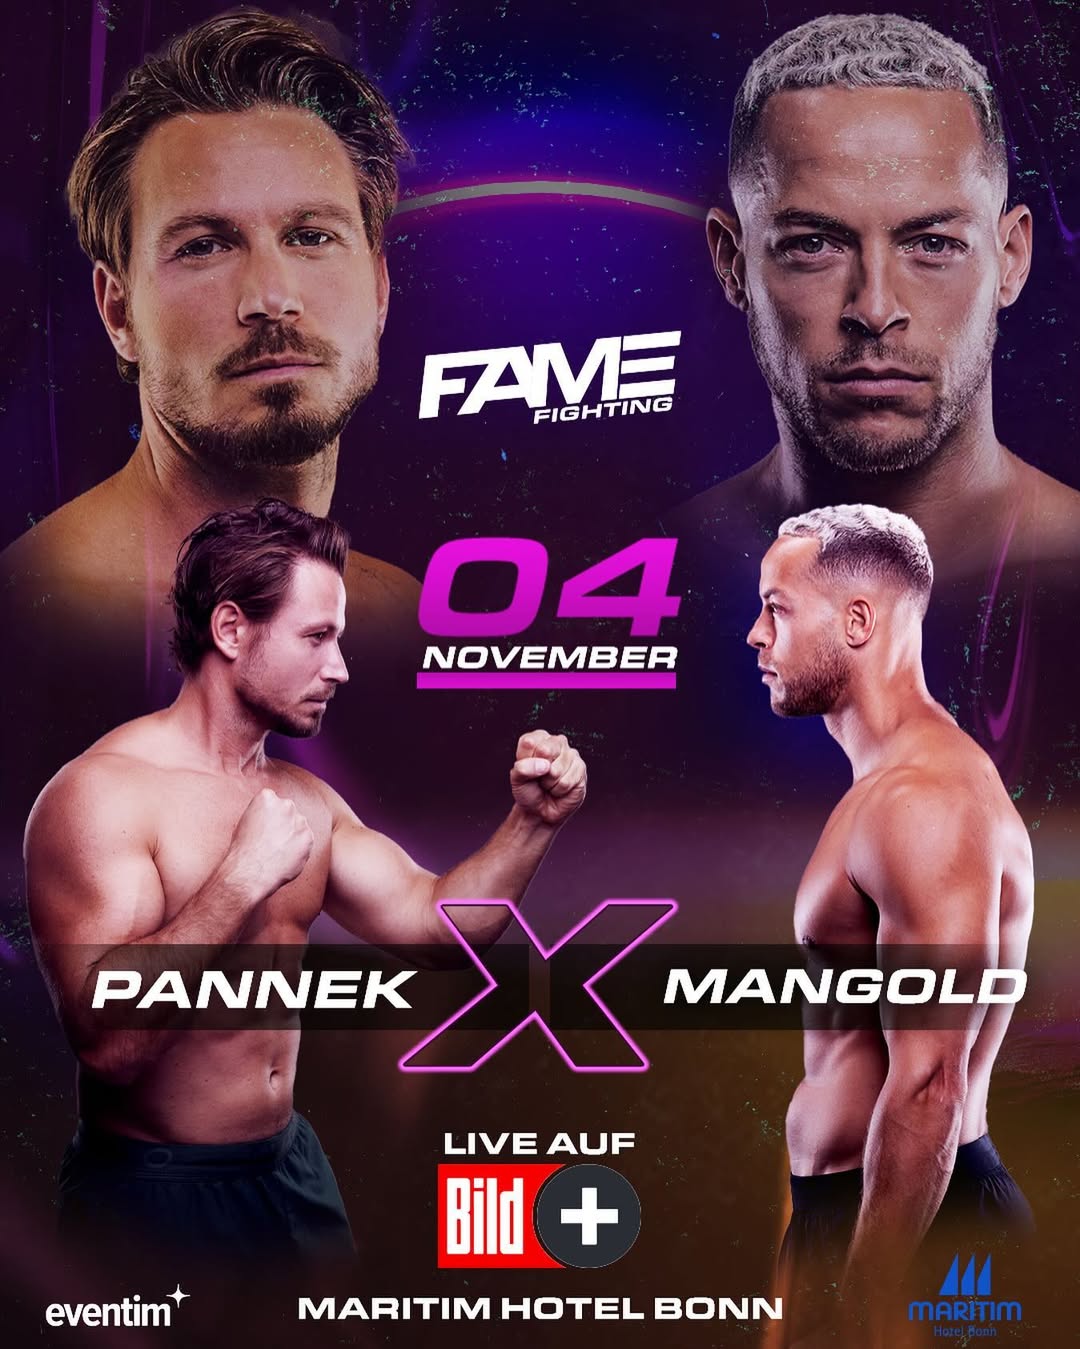 FAME
FIGHTING
04
NOVEMBER
PANNEK X MANGOLD
LIVE AUF
Bild +
eventim
MARITIM HOTEL BONN
MARITIM
Hotel Bonn